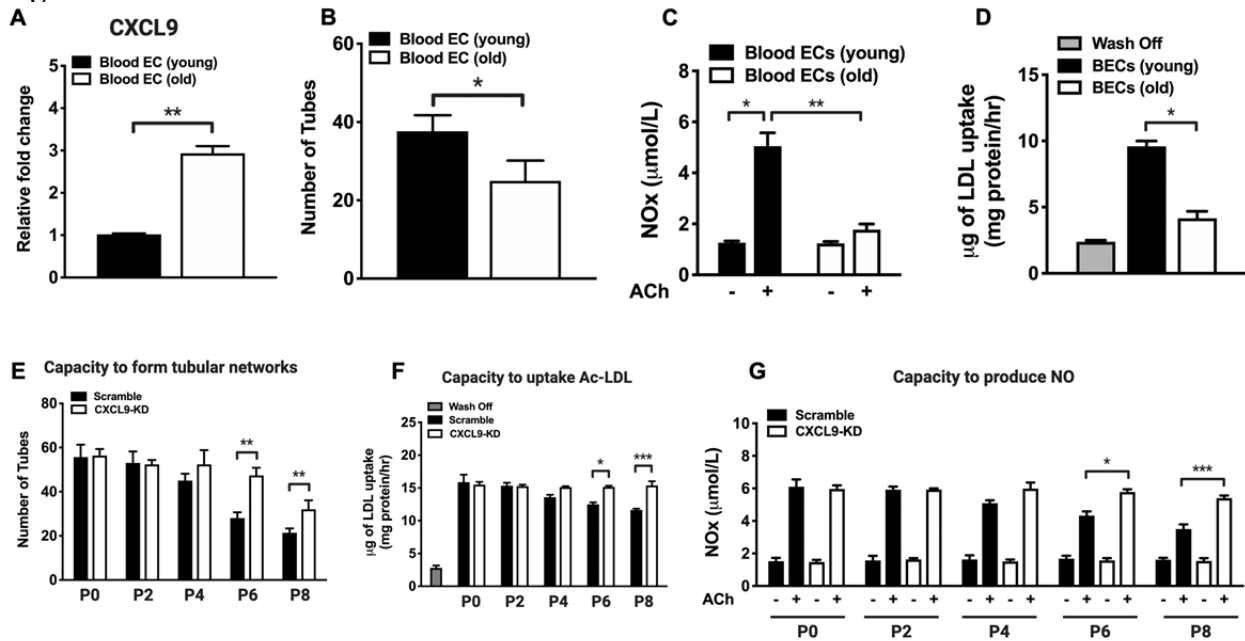 A
CXCL9
Blood EC (young)
Blood EC (old)
Relative fold change
5
4
3
2
1
0
**
B
Blood EC (young)
Blood EC (old)
Number of Tubes
60
40
20
0
*
C
Blood ECs (young)
Blood ECs (old)
NOx (µmol/L)
8
6
4
2
0
* **
ACh - + - +
D
Wash Off
BECs (young)
BECs (old)
µg of LDL uptake
(mg protein/hr)
15
10
5
0
*
E Capacity to form tubular networks
Scramble
CXCL9-KD
Number of Tubes
80
60
40
20
0
** **
P0 P2 P4 P6 P8
F Capacity to uptake Ac-LDL
Wash Off
Scramble
CXCL9-KD
µg of LDL uptake
(mg protein/hr)
25
20
15
10
5
0
* ***
P0 P2 P4 P6 P8
G Capacity to produce NO
Scramble
CXCL9-KD
NOx (µmol/L)
10
8
6
4
2
0
* ***
ACh - + - + - + - + - + - + - + - + - + - +
P0 P2 P4 P6 P8